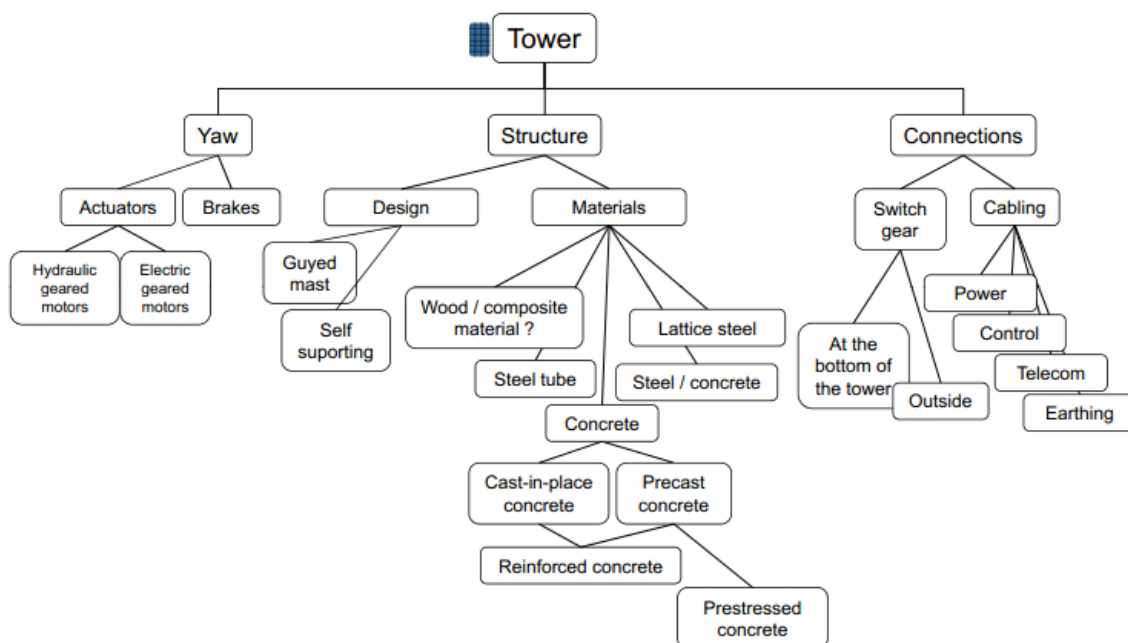 Tower
Yaw
Structure
Connections
Actuators
Brakes
Design
Materials
Switch
gear
Cabling
Hydraulic
geared
motors
Electric
geared
motors
Guyed
mast
Self
suporting
Wood / composite
material ?
Lattice steel
Steel tube
Steel / concrete
Power
Control
Telecom
Earthing
At the
bottom of
the tower
Outside
Concrete
Cast-in-place
concrete
Precast
concrete
Reinforced concrete
Prestressed
concrete